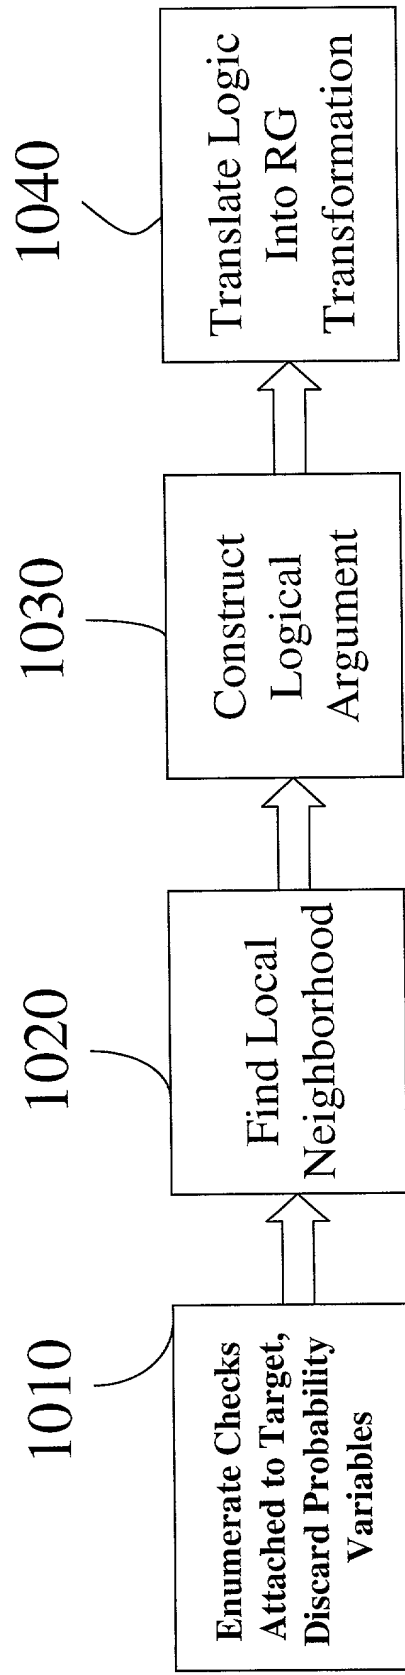 1010
Enumerate Checks
Attached to Target,
Discard Probability
Variables
1020
Find Local
Neighborhood
1030
Construct
Logical
Argument
1040
Translate Logic
Into RG
Transformation